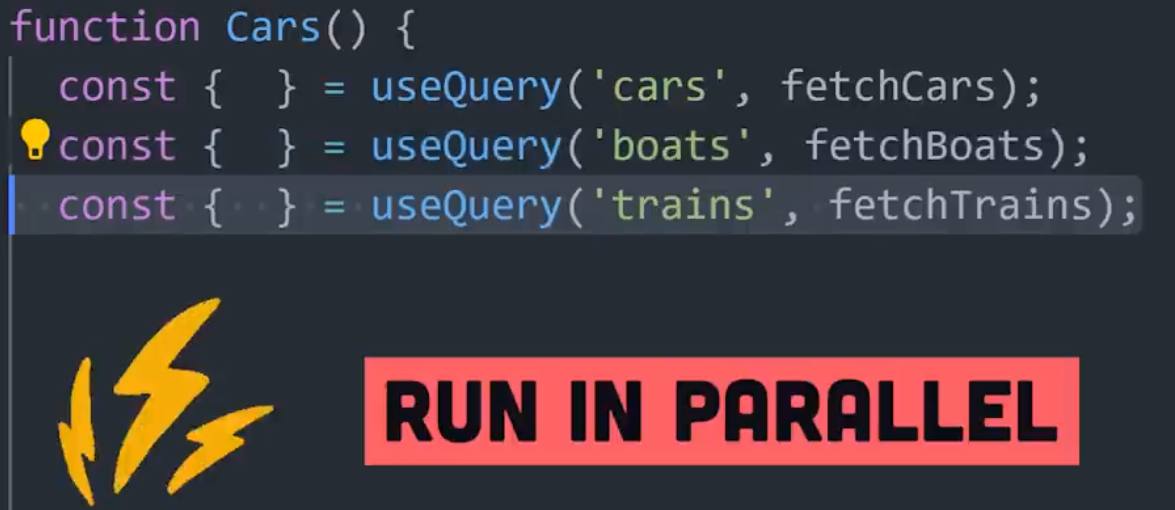 function Cars() {
  const {  } = useQuery('cars', fetchCars);
  const {  } = useQuery('boats', fetchBoats);
  const {  } = useQuery('trains', fetchTrains);
RUN IN PARALLEL